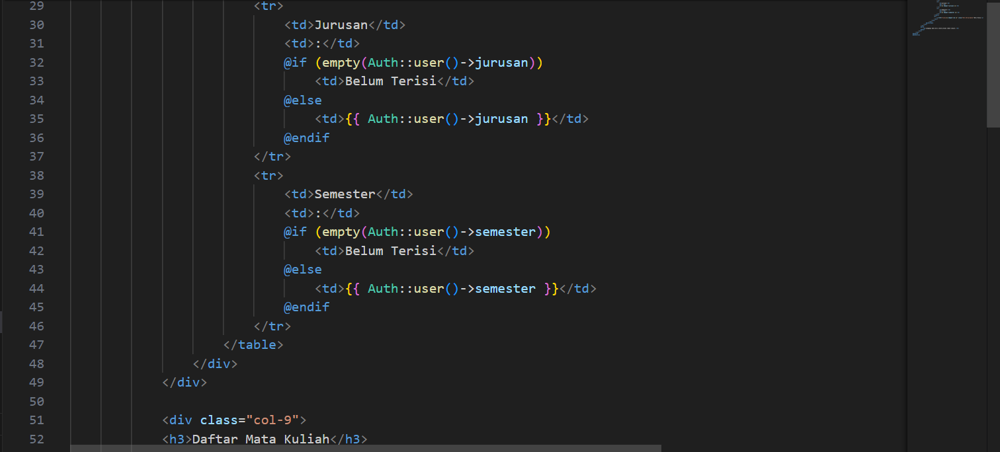 29 <tr>
30 <td>Jurusan</td>
31 <td>:</td>
32 @if (empty(Auth::user()->jurusan))
33 <td>Belum Terisi</td>
34 @else
35 <td>{{ Auth::user()->jurusan }}</td>
36 @endif
37 </tr>
38 <tr>
39 <td>Semester</td>
40 <td>:</td>
41 @if (empty(Auth::user()->semester))
42 <td>Belum Terisi</td>
43 @else
44 <td>{{ Auth::user()->semester }}</td>
45 @endif
46 </tr>
47 </table>
48 </div>
49 </div>
50
51 <div class="col-9">
52 <h3>Daftar Mata Kuliah</h3>